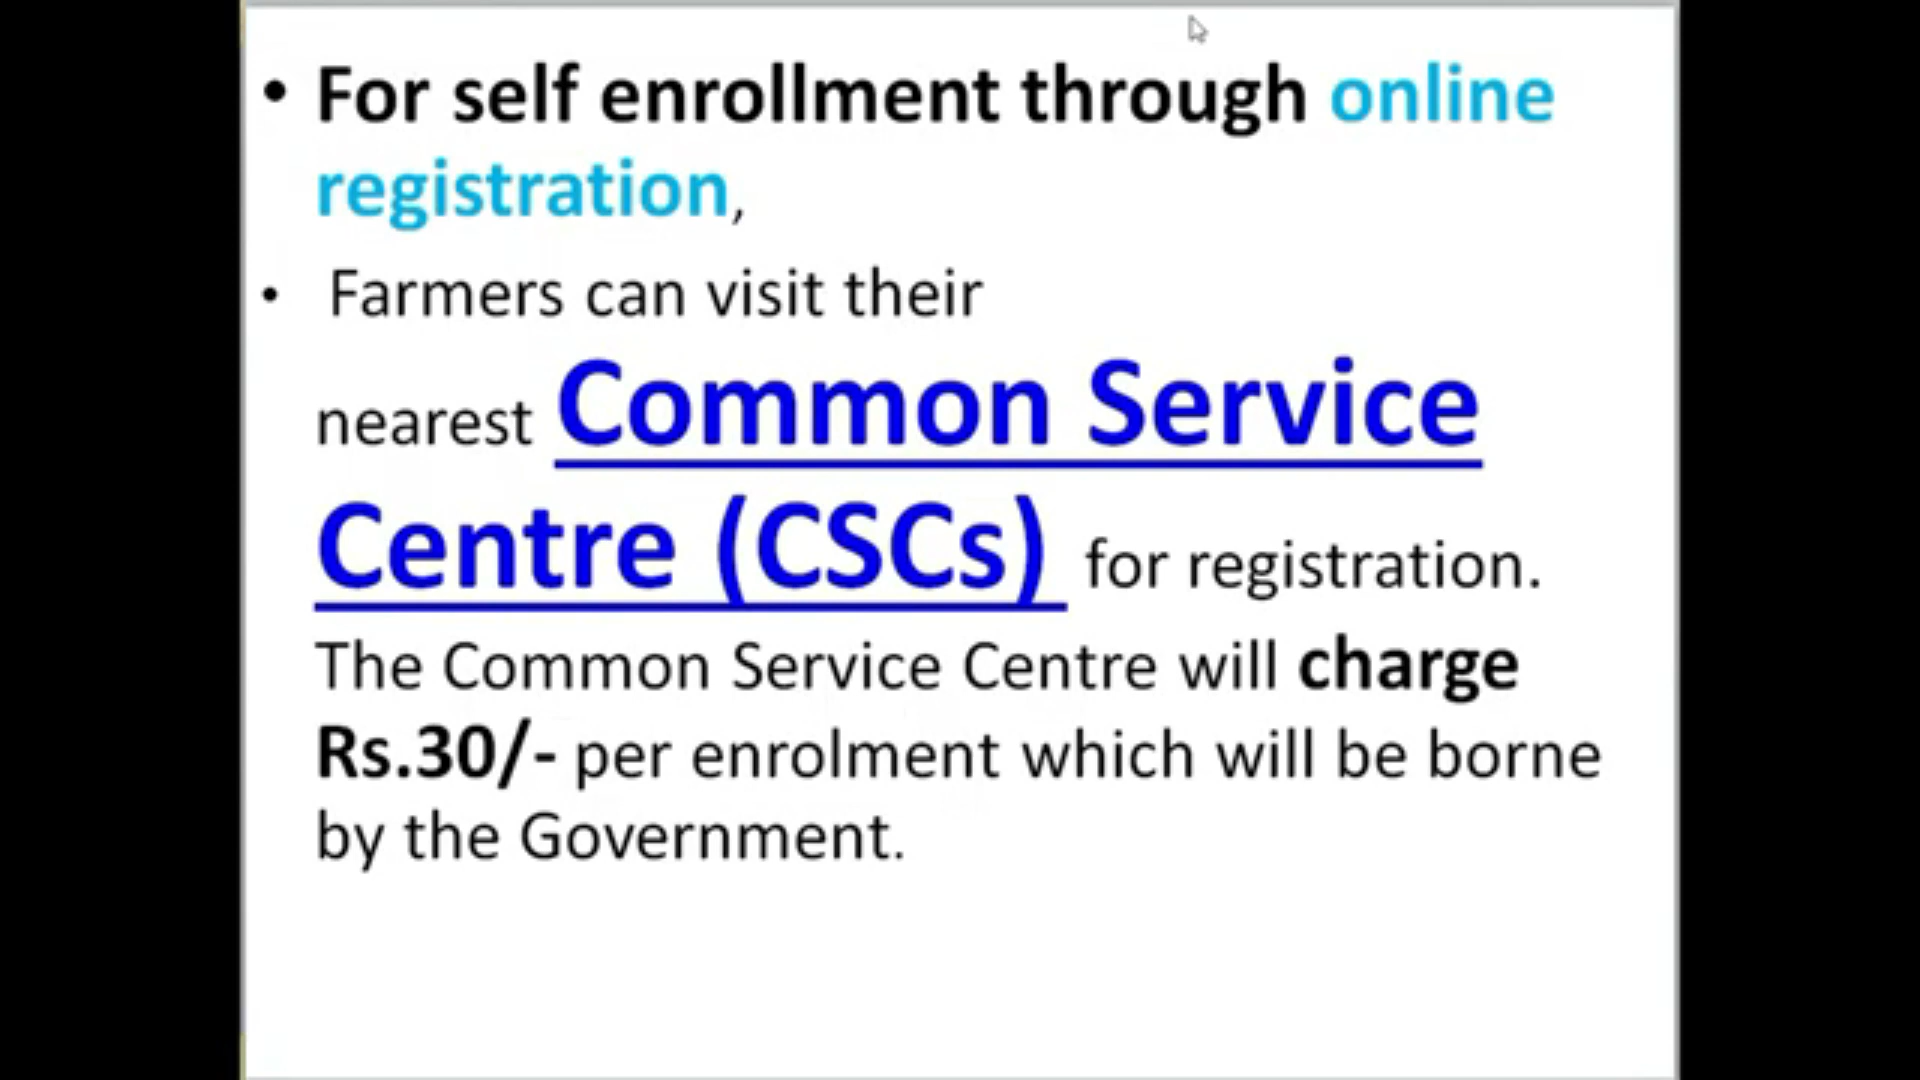 • For self enrollment through online
registration,
• Farmers can visit their
nearest Common Service
Centre (CSCs) for registration.
The Common Service Centre will charge
Rs.30/- per enrolment which will be borne
by the Government.